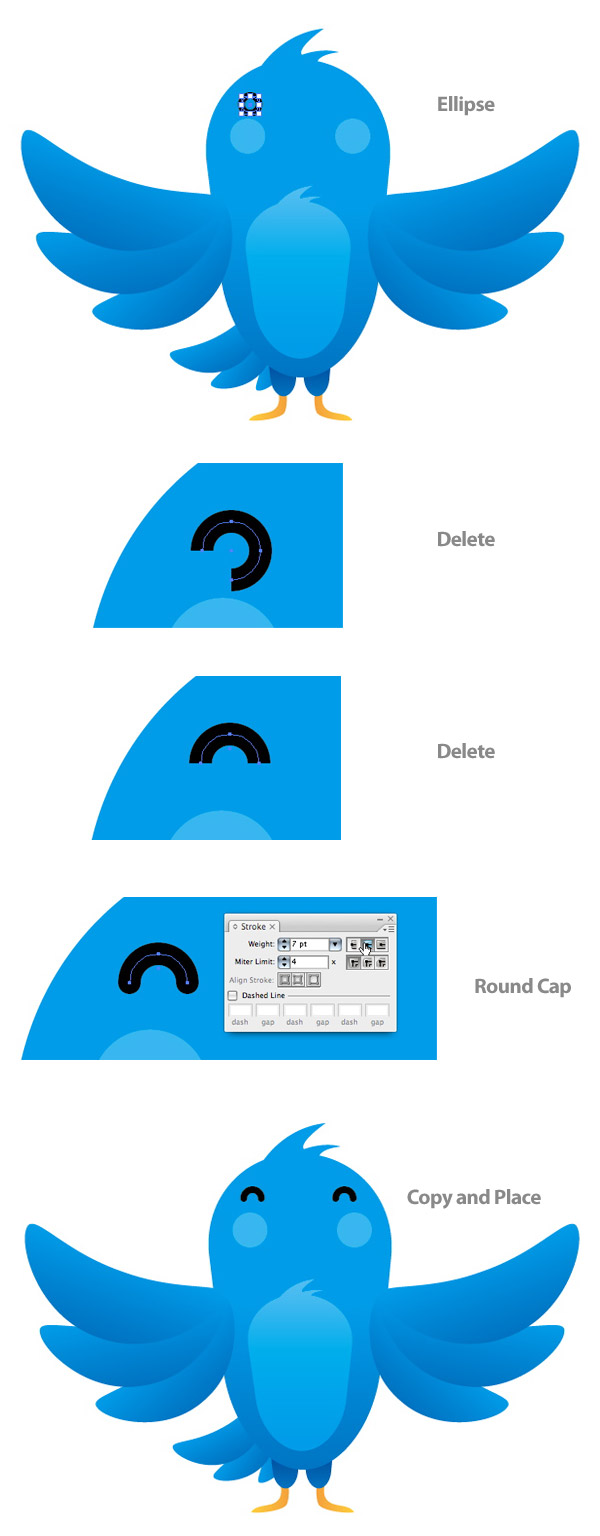 Ellipse
Delete
Delete
Stroke
Weight: 7 pt
Miter Limit: 4 x
Align Stroke:
Dashed Line
dash gap dash gap dash gap
Round Cap
Copy and Place